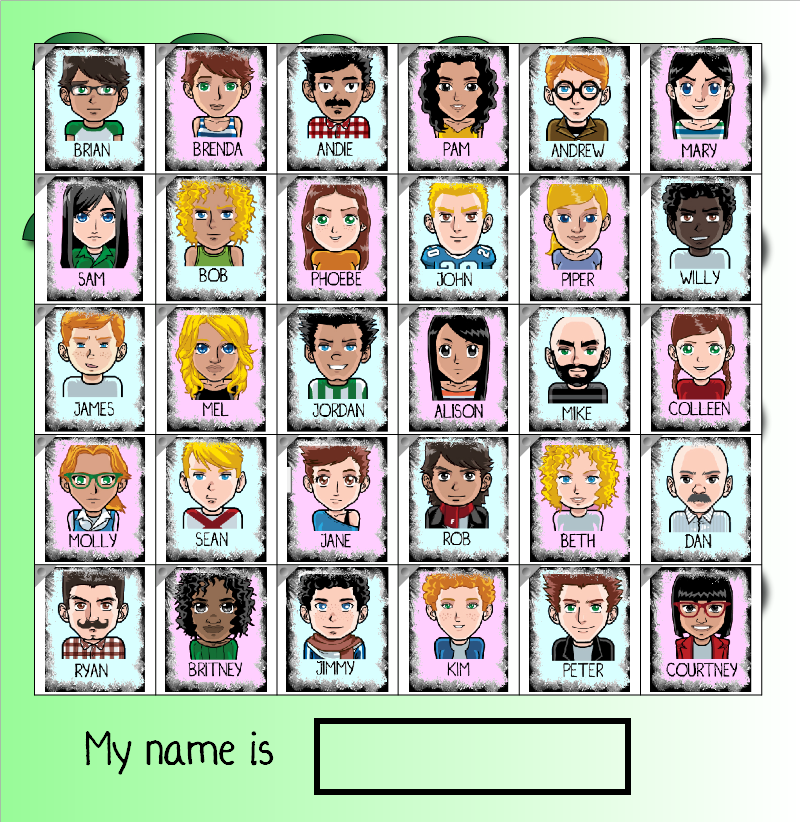 BRIAN BRENDA ANDIE PAM ANDREW MARY
SAM BOB PHOEBE JOHN PIPER WILLY
JAMES MEL JORDAN ALISON MIKE COLLEEN
MOLLY SEAN JANE ROB BETH DAN
RYAN BRITNEY JIMMY KIM PETER COURTNEY
My name is